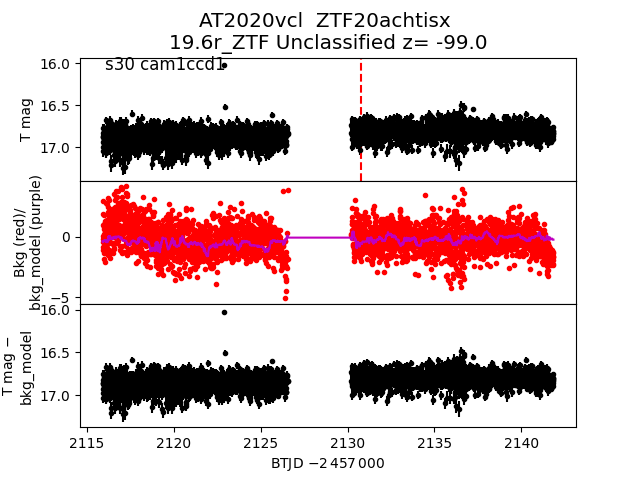 AT2020vcl  ZTF20achtisx
19.6r_ZTF Unclassified z= -99.0
s30 cam1ccd1
16.0
16.5
17.0
T mag
0
−5
Bkg (red)/
bkg_model (purple)
16.0
16.5
17.0
T mag −
bkg_model
2115 2120 2125 2130 2135 2140
BTJD −2 457 000